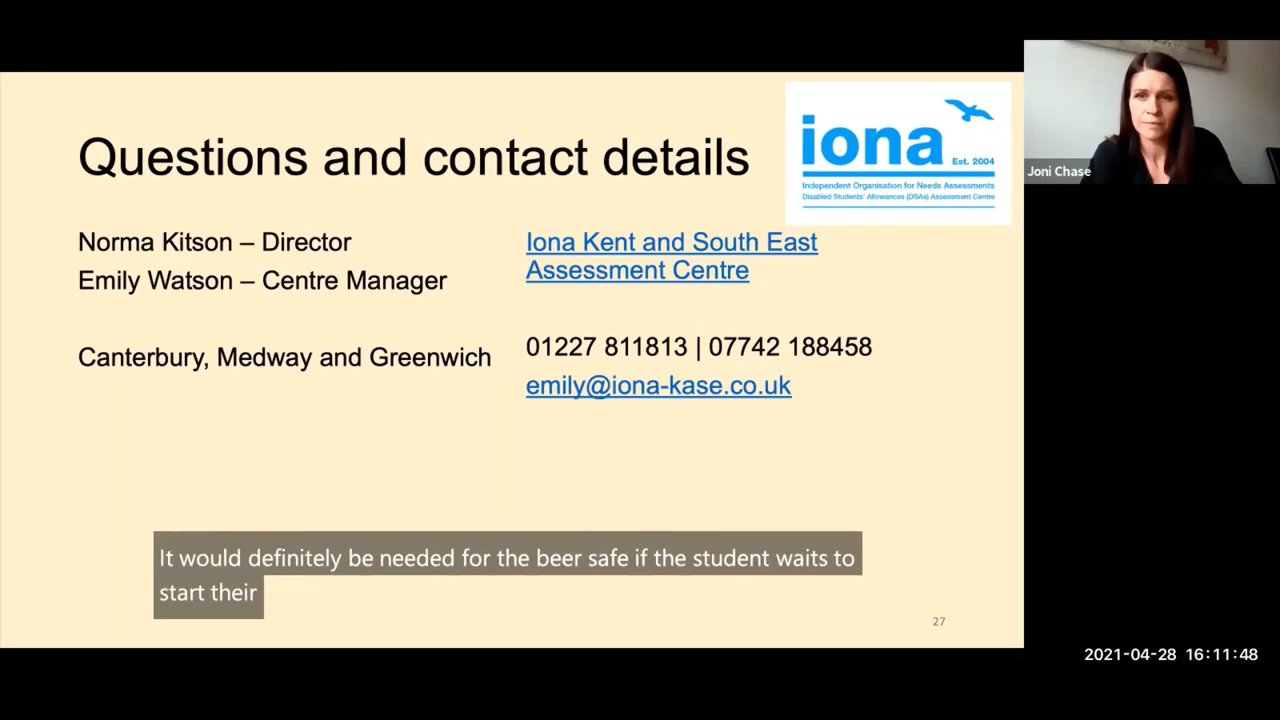 Questions and contact details
iona
Est. 2004
Independent Organisation for Needs Assessments
Disabled Students' Allowances (DSAs) Assessment Centre
Joni Chase
Norma Kitson – Director
Emily Watson – Centre Manager
Canterbury, Medway and Greenwich
Iona Kent and South East
Assessment Centre
01227 811813 | 07742 188458
emily@iona-kase.co.uk
It would definitely be needed for the beer safe if the student waits to
start their
27
2021-04-28 16:11:48